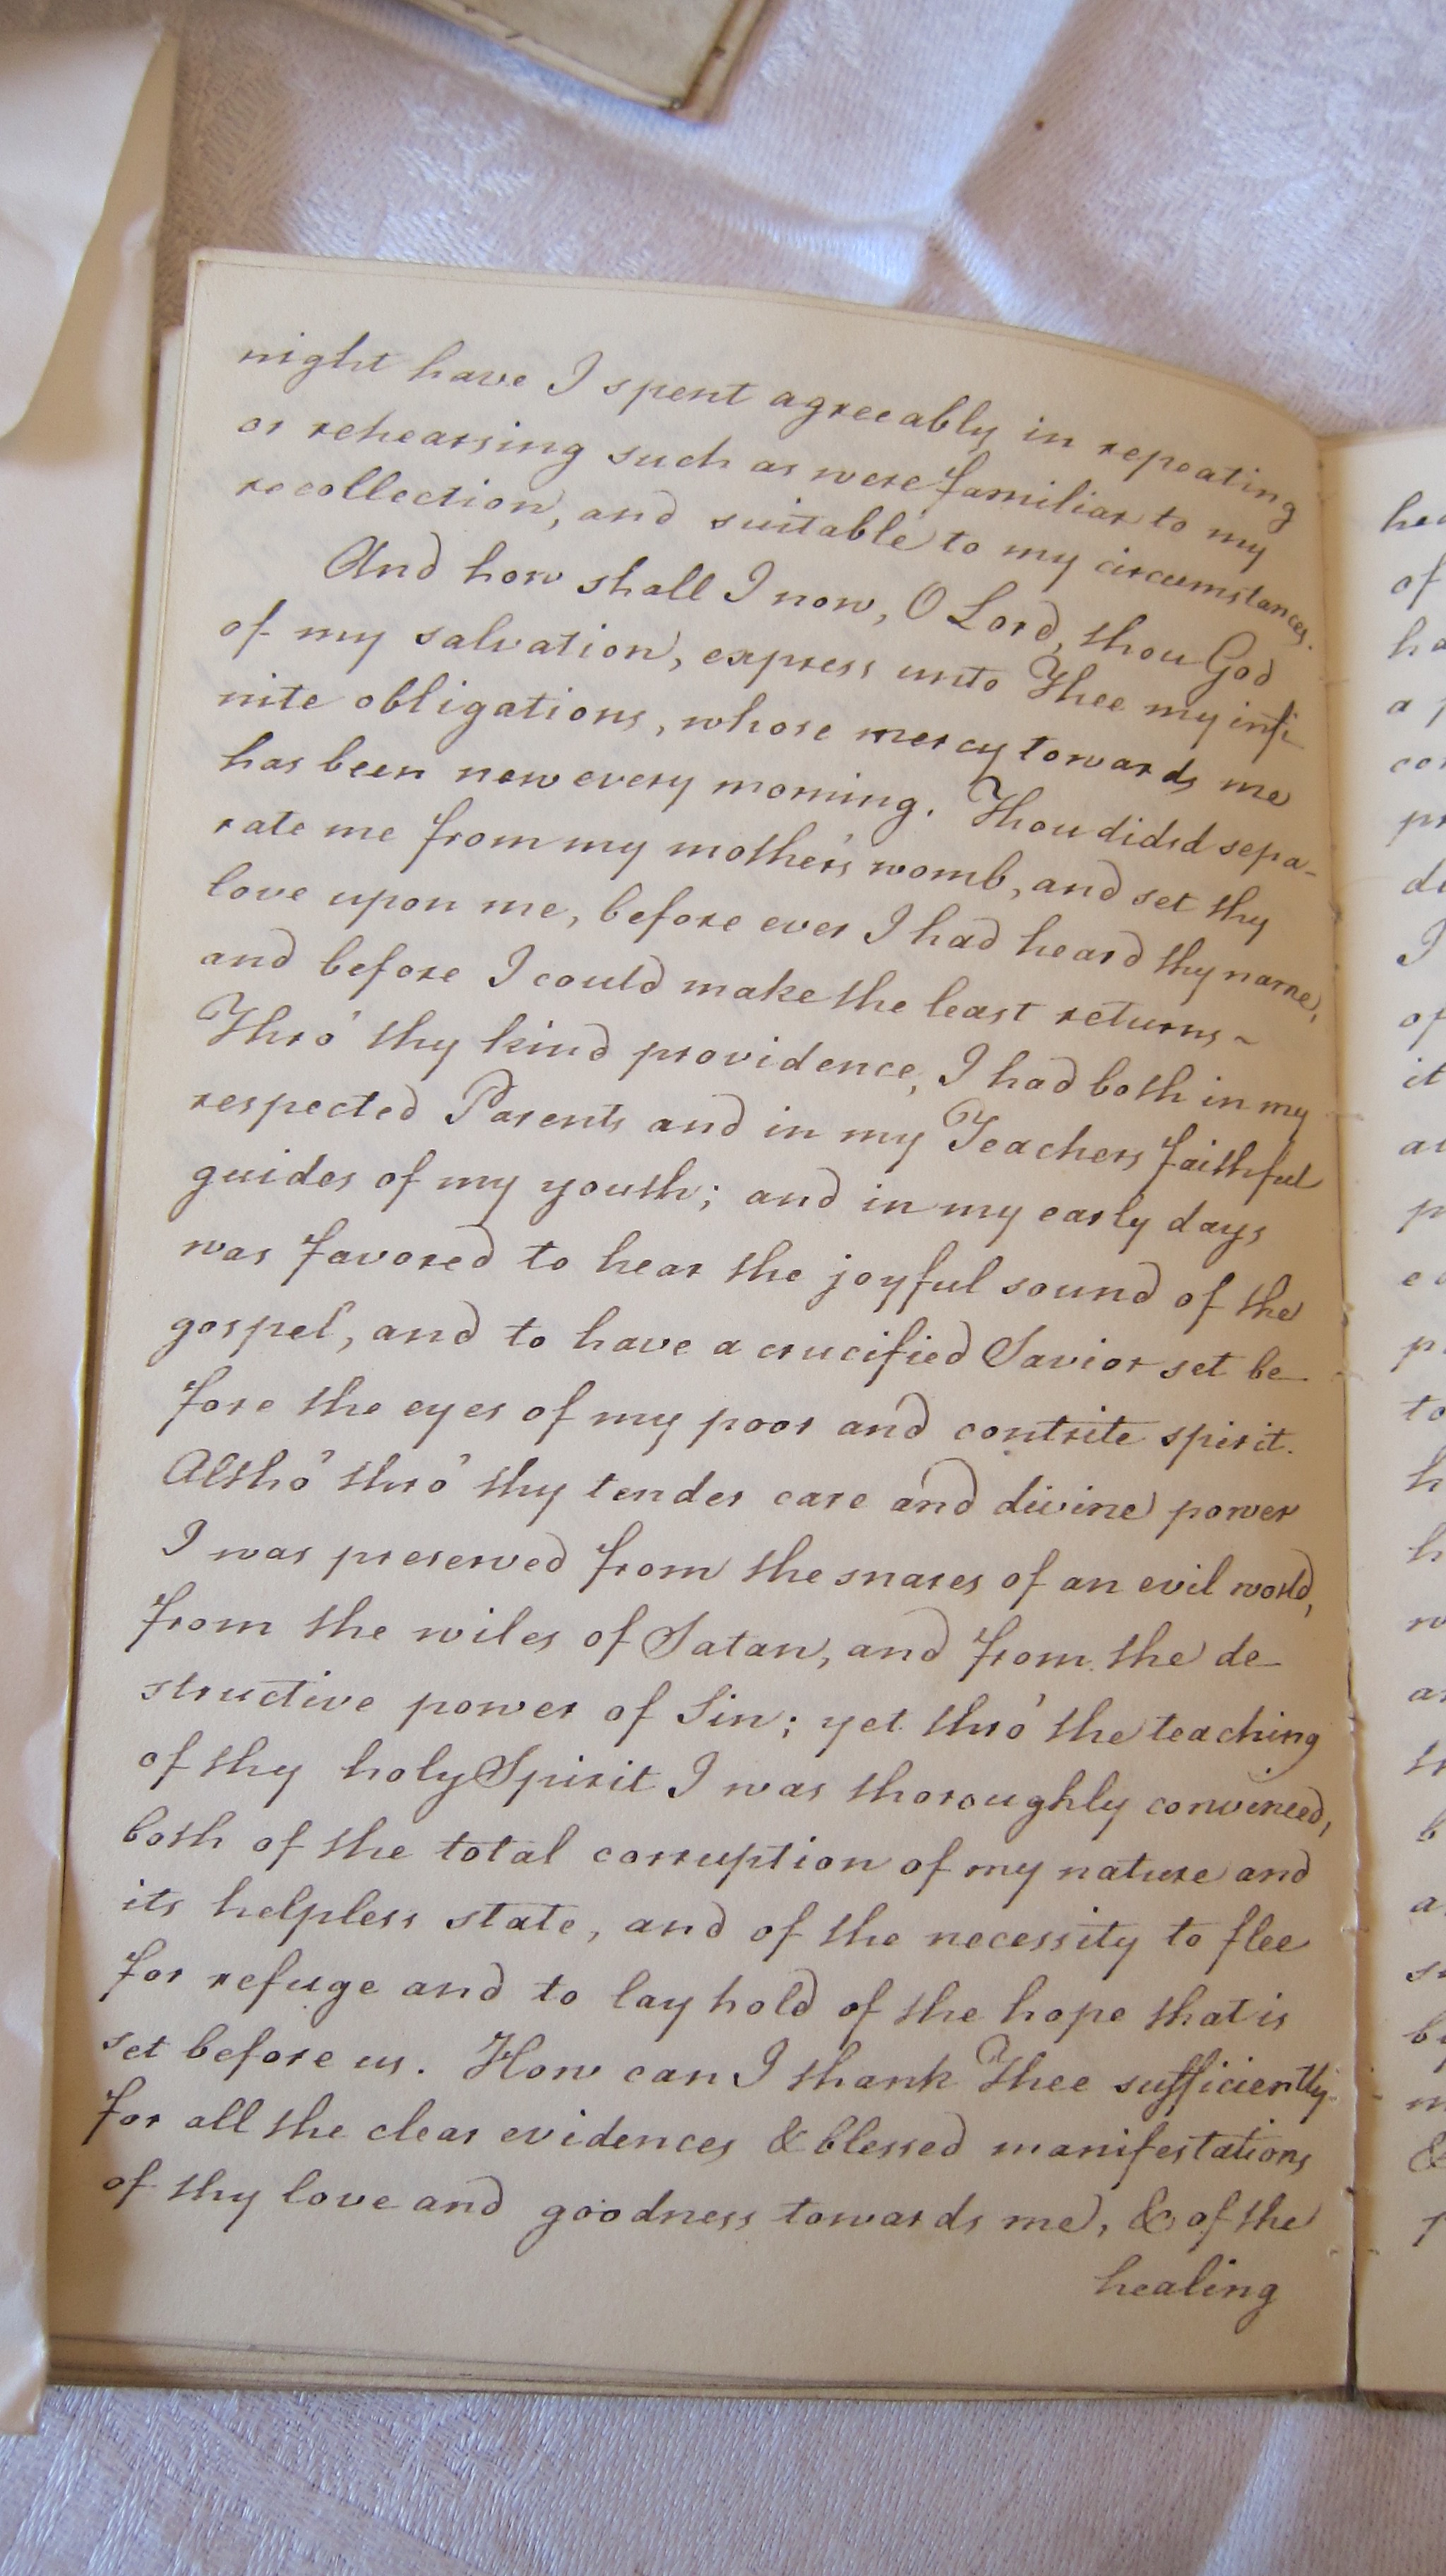 night have I spent agreeably in repeating
or rehearsing such as were familiar to my
recollection, and suitable to my circumstances.
And how shall I now, O Lord, thou God
of my salvation, express unto Thee my infi
nite obligations, whose mercy towards me
has been new every morning. Thou didst sepa-
rate me from my mother's womb, and set thy
love upon me, before ever I had heard thy name,
and before I could make the least returns ~
Thro' thy kind providence, I had both in my
respected Parents and in my Teachers faithful
guides of my youth; and in my early days
was favored to hear the joyful sound of the
gospel, and to have a crucified Savior set be
fore the eyes of my poor and contrite spirit.
Altho' thro' thy tender care and divine power
I was preserved from the snares of an evil world,
from the wiles of Satan, and from the de
structive power of Sin; yet thro' the teaching
of thy holy Spirit I was thoroughly convinced,
both of the total corruption of my nature and
its helpless state, and of the necessity to flee
for refuge and to lay hold of the hope that is
set before us. How can I thank Thee sufficiently
for all the clear evidences & blessed manifestations
of thy love and goodness towards me, & of the
healing